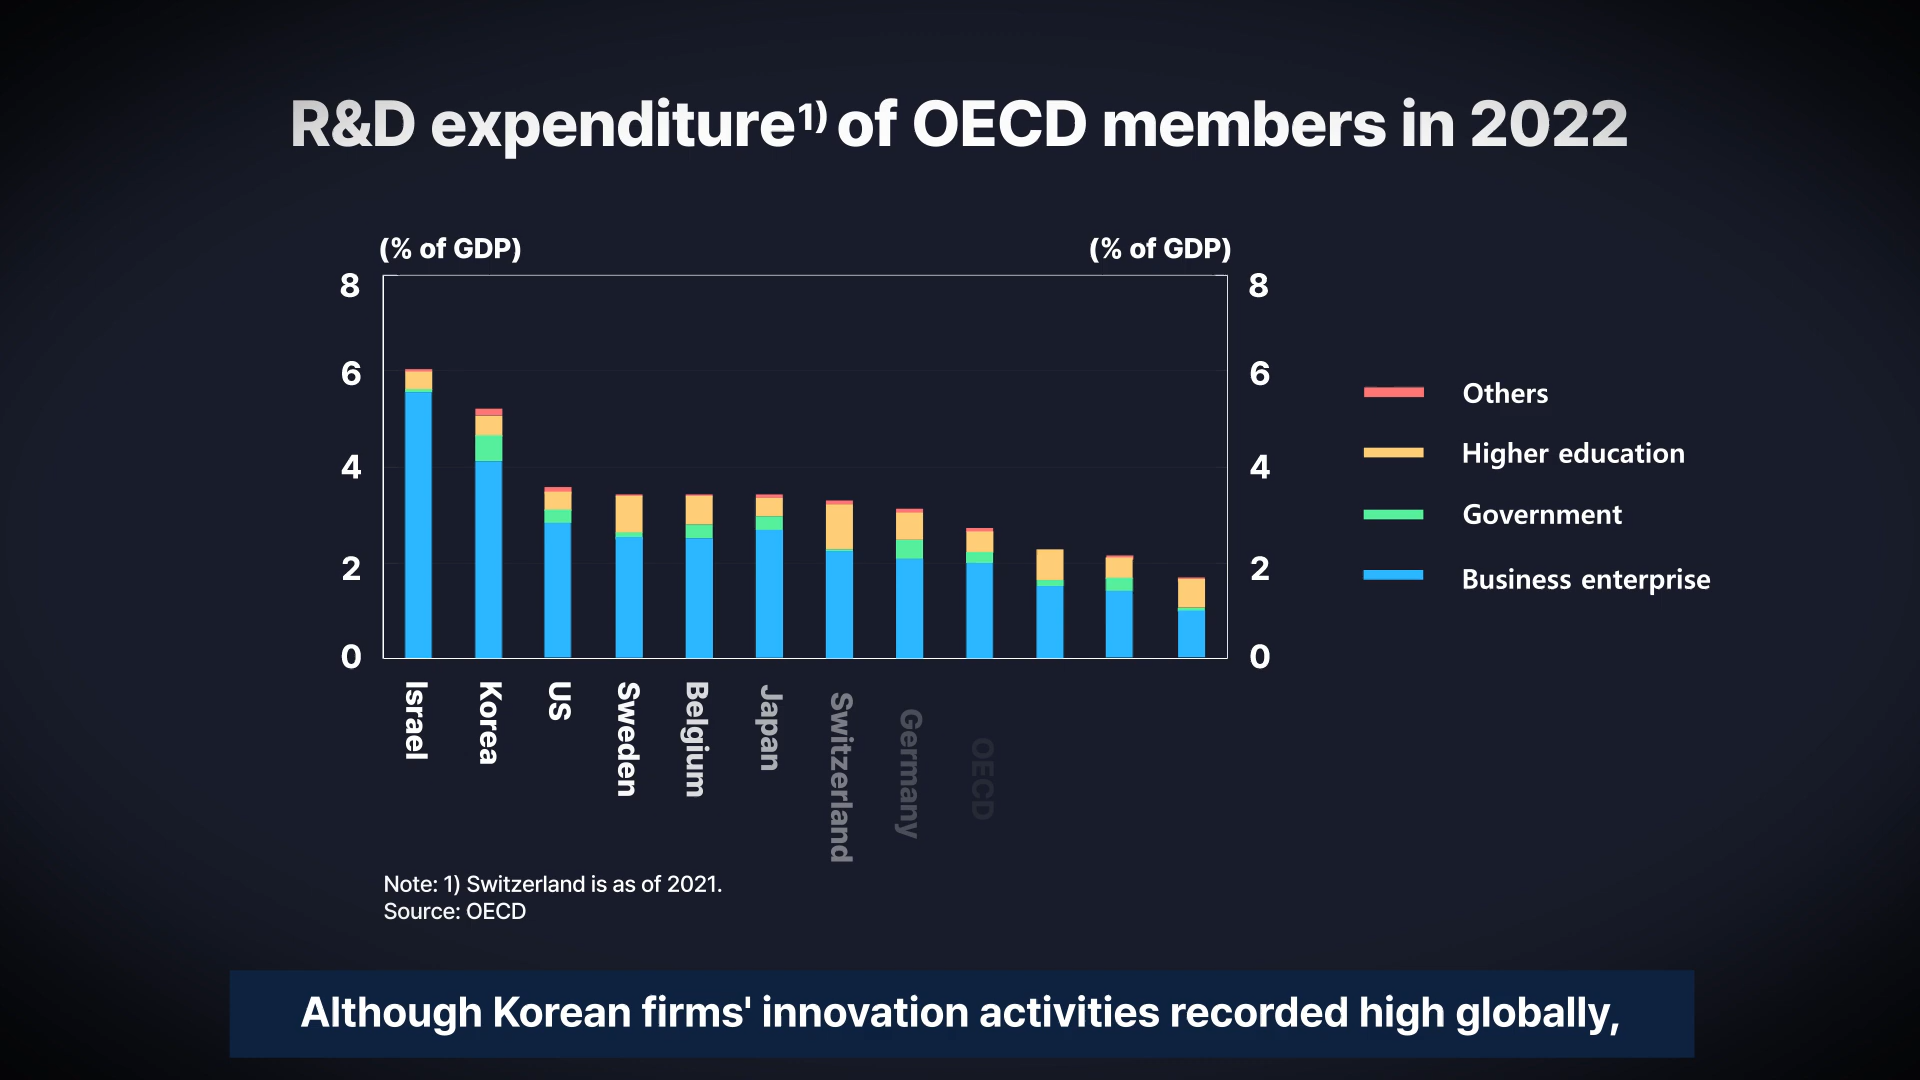 R&D expenditure¹⁾ of OECD members in 2022
(% of GDP)
(% of GDP)
8
6
4
2
0
8
6
4
2
0
Others
Higher education
Government
Business enterprise
Israel
Korea
US
Sweden
Belgium
Japan
Switzerland
Germany
OECD
Note: 1) Switzerland is as of 2021.
Source: OECD
Although Korean firms' innovation activities recorded high globally,